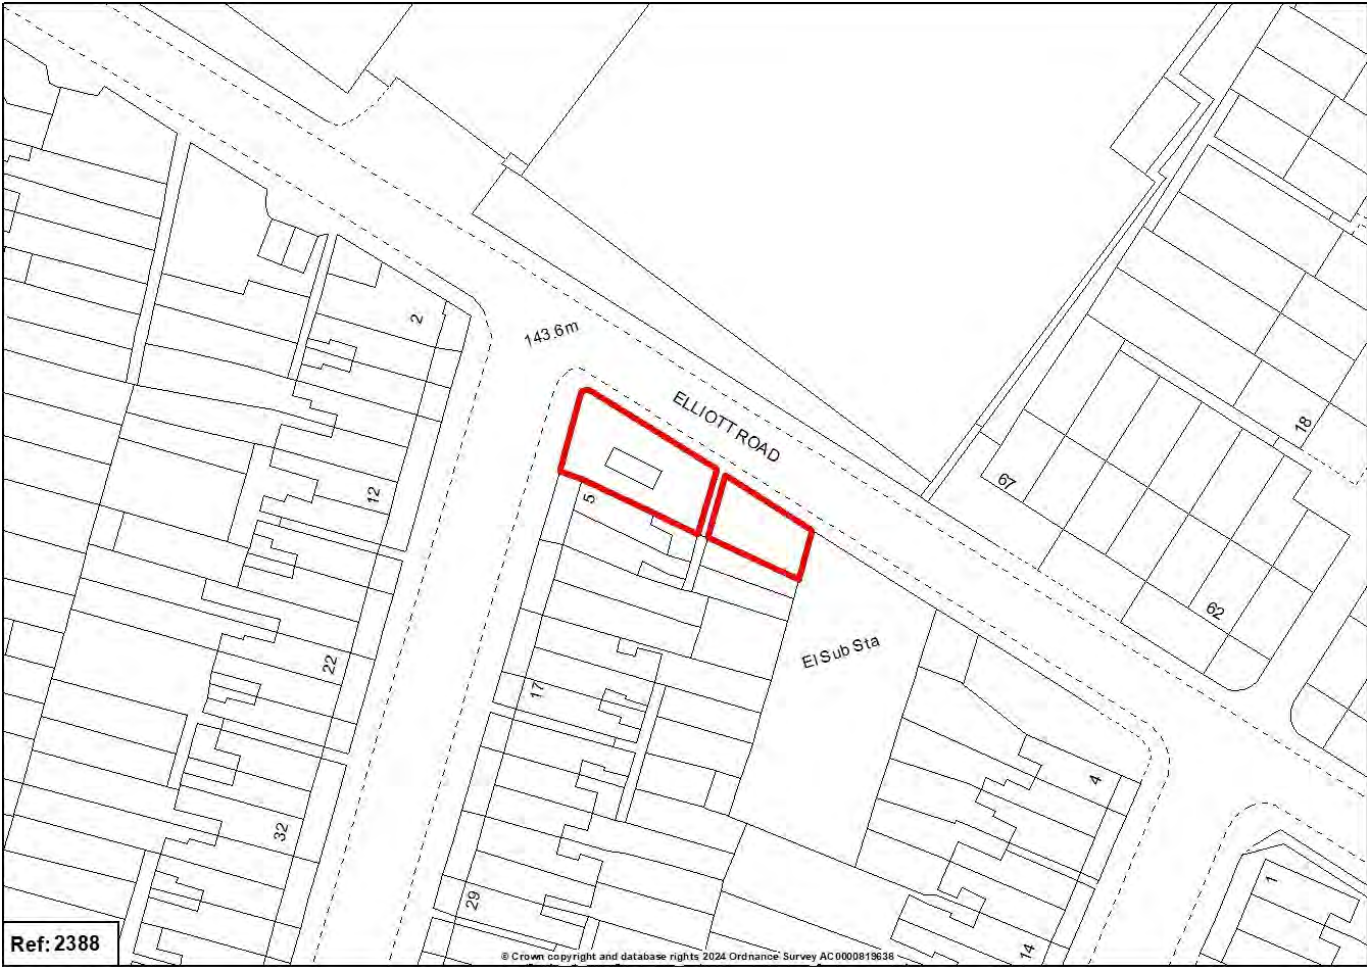 2
143.6m
ELLIOTT ROAD
18
67
12
5
62
El Sub Sta
22
17
4
32
29
1
14
Ref: 2388
© Crown copyright and database rights 2024 Ordnance Survey AC0000819636